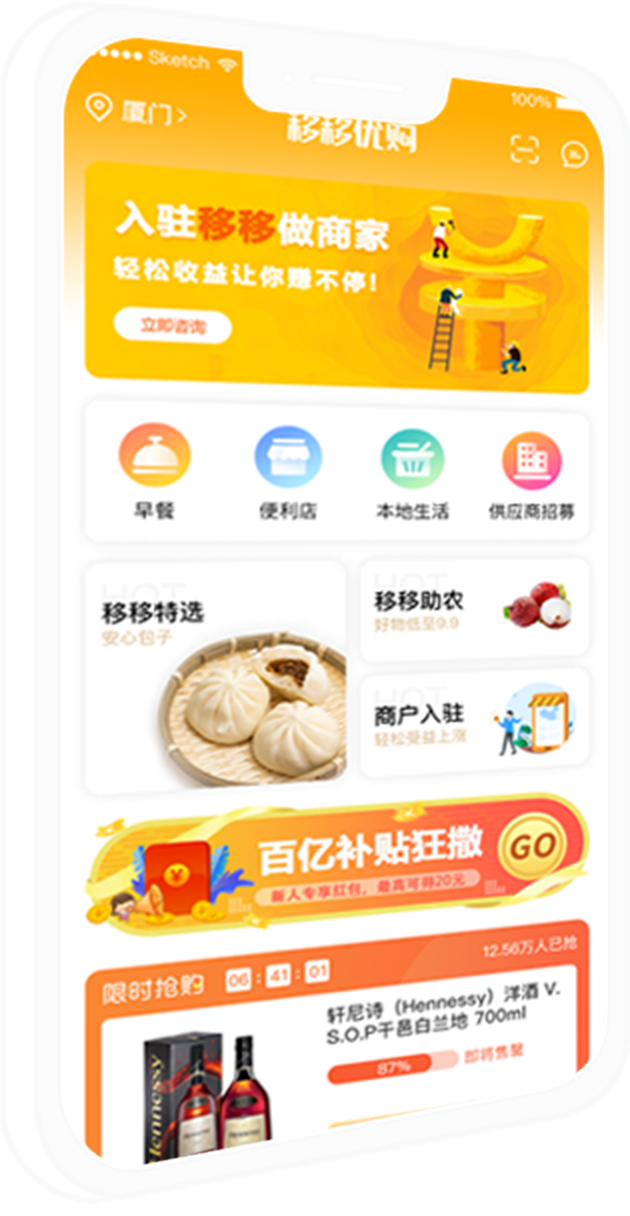 Sketch
100%
厦门
移移优购
入驻移移做商家
轻松收益让你赚不停!
立即咨询
早餐
便利店
本地生活
供应商招募
HOT
移移特选
安心包子
HOT
移移助农
好物低至9.9
HOT
商户入驻
轻松受益上涨
百亿补贴狂撒
GO
新人专享红包，最高可得20元
限时抢购 06 : 41 : 01
12.56万人已抢
轩尼诗（Hennessy）洋酒 V.
S.O.P干邑白兰地 700ml
87%
即将售罄
Hennessy
Hennessy
Hennessy